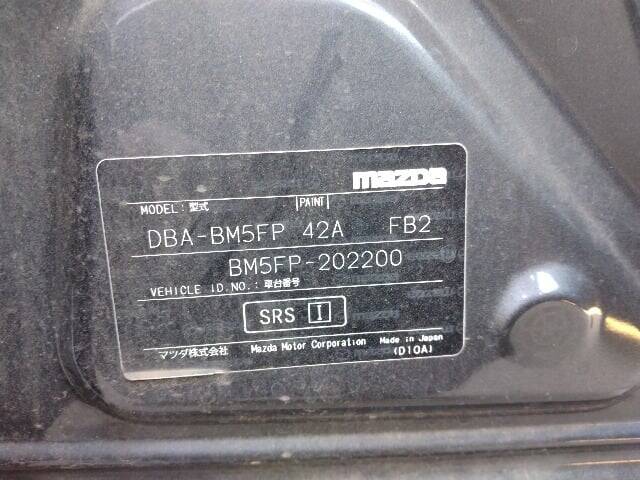 mazda
MODEL: 型式 PAINT
DBA-BM5FP 42A FB2
BM5FP-202200
VEHICLE ID.NO.: 車台番号
SRS I
マツダ株式会社 Mazda Motor Corporation Made in Japan
(D10A)